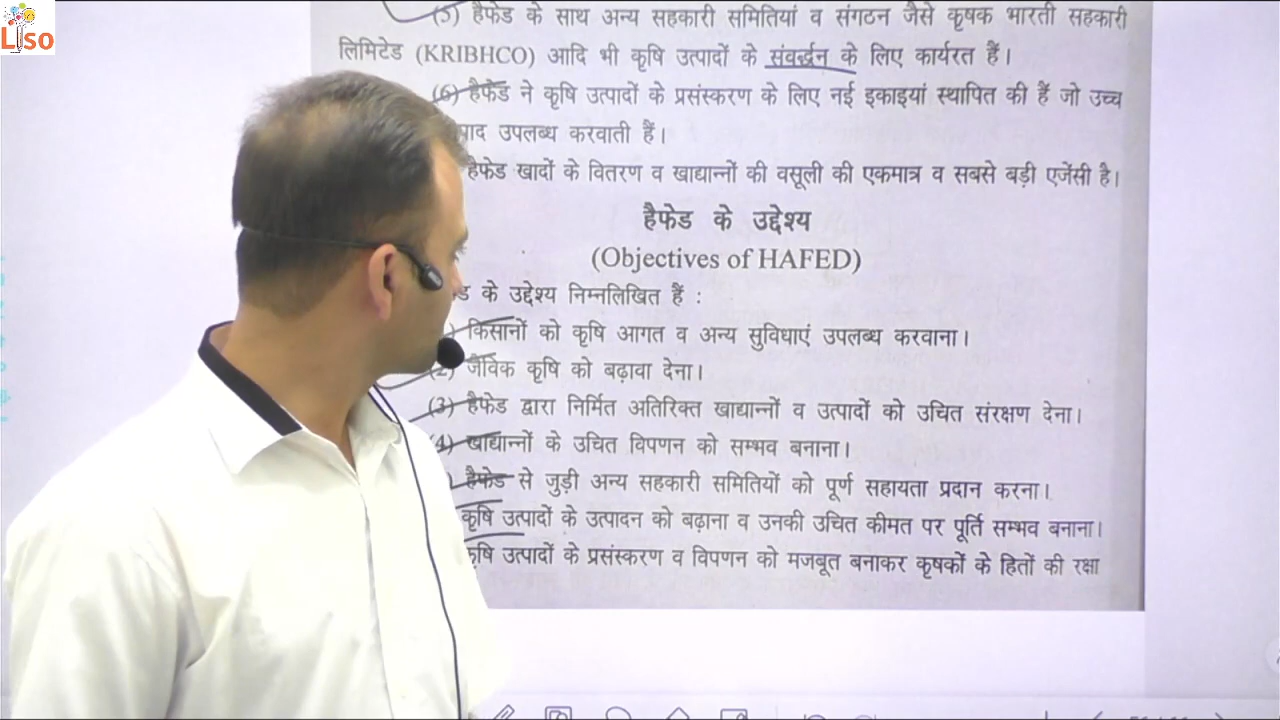 Liso
(5) हैफेड के साथ अन्य सहकारी समितियां व संगठन जैसे कृषक भारती सहकारी
लिमिटेड (KRIBHCO) आदि भी कृषि उत्पादों के संवर्द्धन के लिए कार्यरत हैं।
(6) हैफेड ने कृषि उत्पादों के प्रसंस्करण के लिए नई इकाइयां स्थापित की हैं जो उच्च
उपलब्ध करवाती हैं।
हैफेड खादों के वितरण व खाद्यान्नों की वसूली की एकमात्र व सबसे बड़ी एजेंसी है।
हैफेड के उद्देश्य
(Objectives of HAFED)
के उद्देश्य निम्नलिखित हैं :
किसानों को कृषि आगत व अन्य सुविधाएं उपलब्ध करवाना।
(2) जैविक कृषि को बढ़ावा देना।
(3) हैफेड द्वारा निर्मित अतिरिक्त खाद्यान्नों व उत्पादों को उचित संरक्षण देना।
(4) खाद्यान्नों के उचित विपणन को सम्भव बनाना।
हैफेड से जुड़ी अन्य सहकारी समितियों को पूर्ण सहायता प्रदान करना।
कृषि उत्पादों के उत्पादन को बढ़ाना व उनकी उचित कीमत पर पूर्ति सम्भव बनाना।
कृषि उत्पादों के प्रसंस्करण व विपणन को मजबूत बनाकर कृषकों के हितों की रक्षा